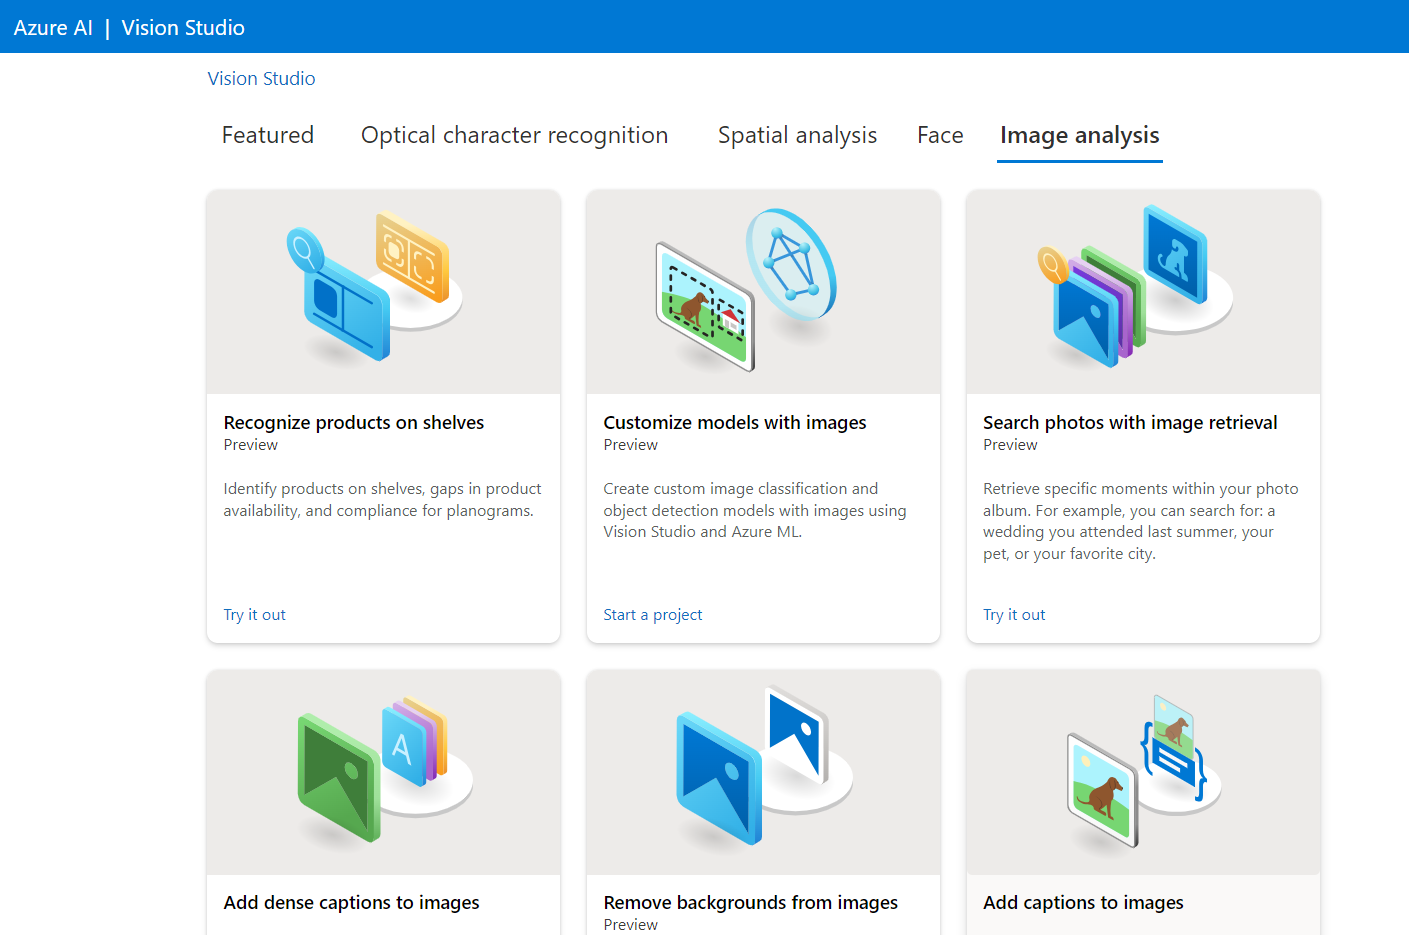 Azure AI | Vision Studio
Vision Studio
Featured Optical character recognition Spatial analysis Face Image analysis
Recognize products on shelves
Preview
Identify products on shelves, gaps in product
availability, and compliance for planograms.
Try it out
Customize models with images
Preview
Create custom image classification and
object detection models with images using
Vision Studio and Azure ML.
Start a project
Search photos with image retrieval
Preview
Retrieve specific moments within your photo
album. For example, you can search for: a
wedding you attended last summer, your
pet, or your favorite city.
Try it out
A
Add dense captions to images
Remove backgrounds from images
Preview
Add captions to images